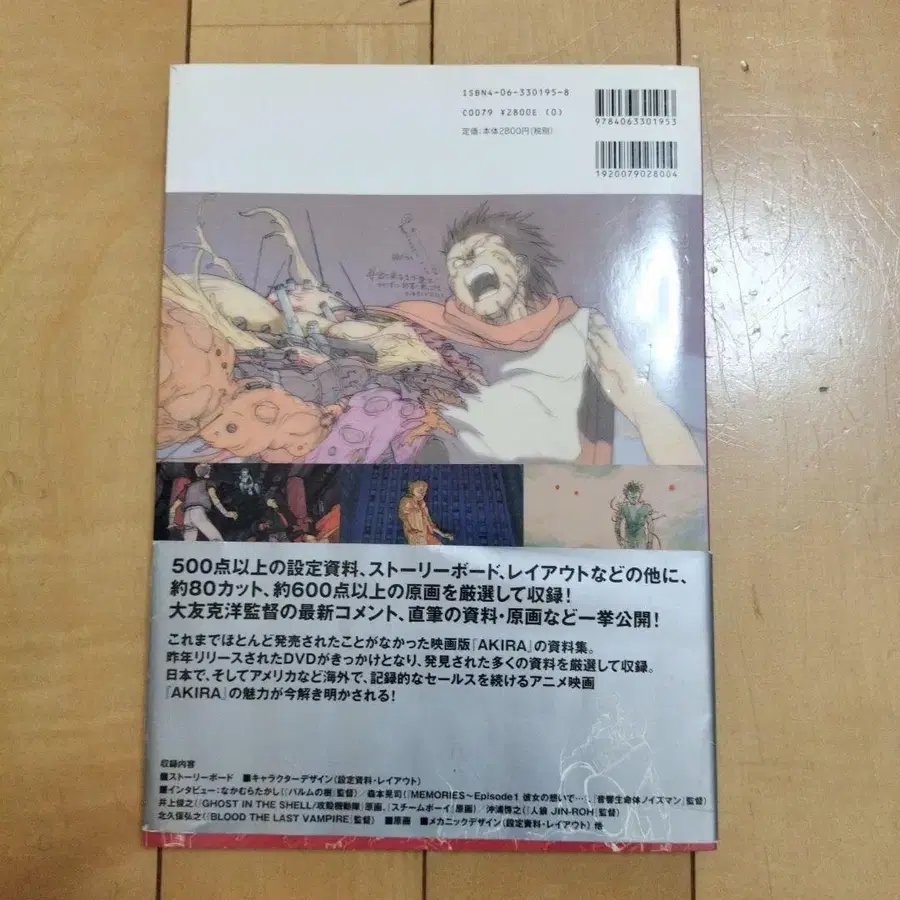 ISBN4-06-330195-8
C0079 ¥2800E (0)
定価:本体2800円(税別)
9784063301953
1920079028004
500点以上の設定資料、ストーリーボード、レイアウトなどの他に、
約80カット、約600点以上の原画を厳選して収録!
大友克洋監督の最新コメント、直筆の資料・原画など一挙公開!
これまでほとんど発売されたことがなかった映画版『AKIRA』の資料集。
昨年リリースされたDVDがきっかけとなり、発見された多くの資料を厳選して収録。
日本で、そしてアメリカなど海外で、記録的なセールスを続けるアニメ映画
『AKIRA』の魅力が今解き明かされる!
収録内容
■ストーリーボード ■キャラクターデザイン(設定資料・レイアウト)
■インタビュー:なかむらたかし(『パルムの樹』監督)/森本晃司(『MEMORIES〜Episode1 彼女の想いで…』、『音響生命体ノイズマン』監督)
井上俊之(『GHOST IN THE SHELL/攻殻機動隊』原画、『スチームボーイ』原画)/沖浦啓之(『人狼 JIN-ROH』監督)
北久保弘之(『BLOOD THE LAST VAMPIRE』監督) ■原画 ■メカニックデザイン(設定資料・レイアウト) 他